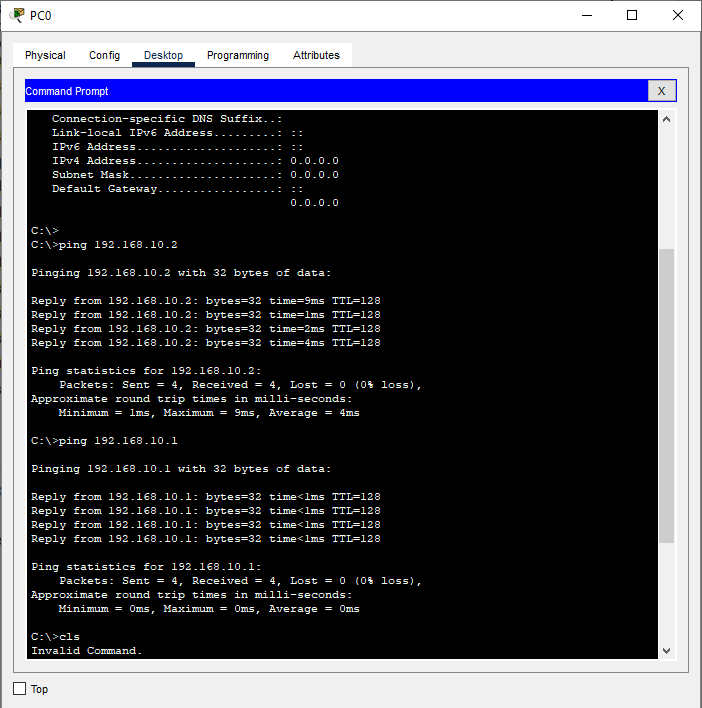 PC0
Physical Config Desktop Programming Attributes
Command Prompt X
Connection-specific DNS Suffix..:
Link-local IPv6 Address.........: ::
IPv6 Address....................: ::
IPv4 Address....................: 0.0.0.0
Subnet Mask.....................: 0.0.0.0
Default Gateway.................: ::
0.0.0.0
C:\>
C:\>ping 192.168.10.2
Pinging 192.168.10.2 with 32 bytes of data:
Reply from 192.168.10.2: bytes=32 time=9ms TTL=128
Reply from 192.168.10.2: bytes=32 time=1ms TTL=128
Reply from 192.168.10.2: bytes=32 time=2ms TTL=128
Reply from 192.168.10.2: bytes=32 time=4ms TTL=128
Ping statistics for 192.168.10.2:
Packets: Sent = 4, Received = 4, Lost = 0 (0% loss),
Approximate round trip times in milli-seconds:
Minimum = 1ms, Maximum = 9ms, Average = 4ms
C:\>ping 192.168.10.1
Pinging 192.168.10.1 with 32 bytes of data:
Reply from 192.168.10.1: bytes=32 time<1ms TTL=128
Reply from 192.168.10.1: bytes=32 time<1ms TTL=128
Reply from 192.168.10.1: bytes=32 time<1ms TTL=128
Reply from 192.168.10.1: bytes=32 time<1ms TTL=128
Ping statistics for 192.168.10.1:
Packets: Sent = 4, Received = 4, Lost = 0 (0% loss),
Approximate round trip times in milli-seconds:
Minimum = 0ms, Maximum = 0ms, Average = 0ms
C:\>cls
Invalid Command.
Top